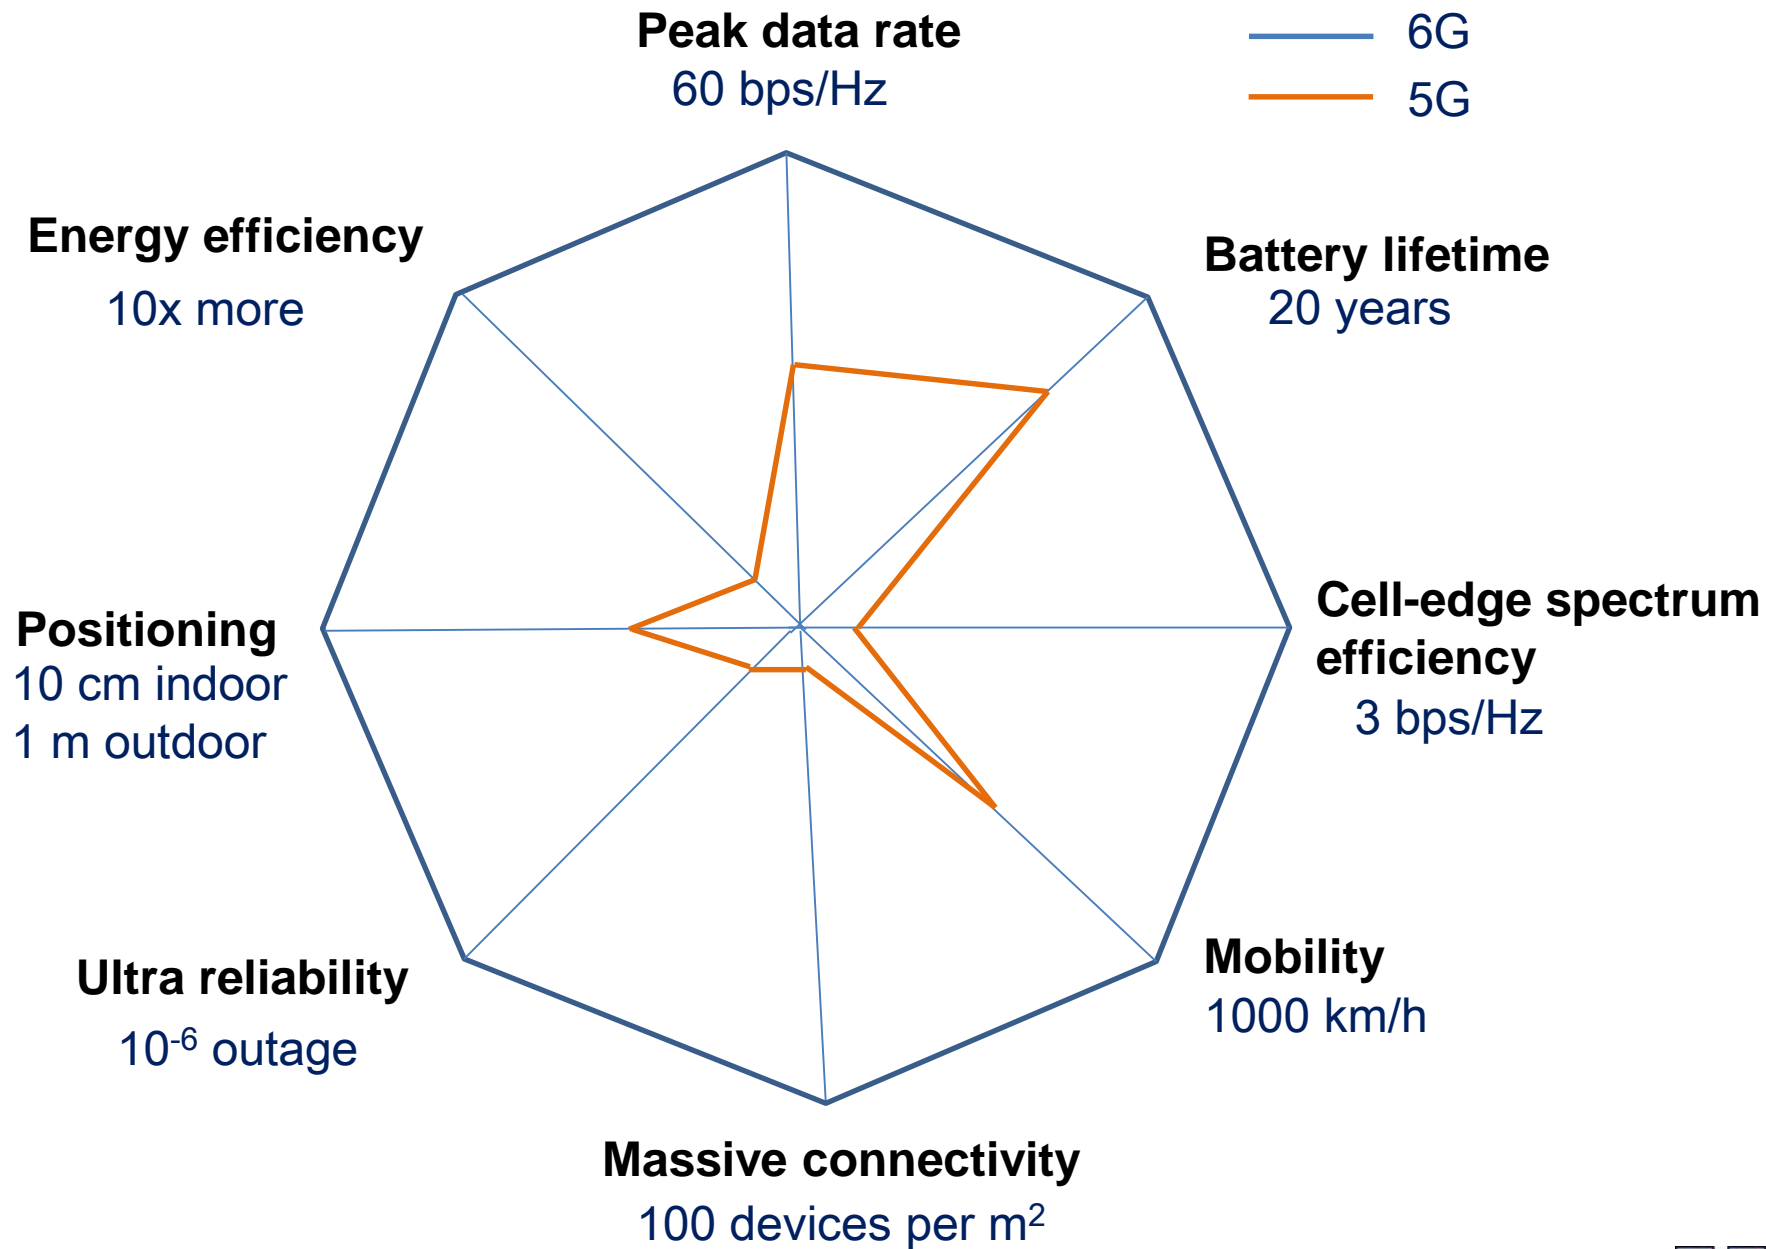 Peak data rate
60 bps/Hz
6G
5G
Energy efficiency
10x more
Battery lifetime
20 years
Positioning
10 cm indoor
1 m outdoor
Cell-edge spectrum
efficiency
3 bps/Hz
Ultra reliability
10⁻⁶ outage
Mobility
1000 km/h
Massive connectivity
100 devices per m²